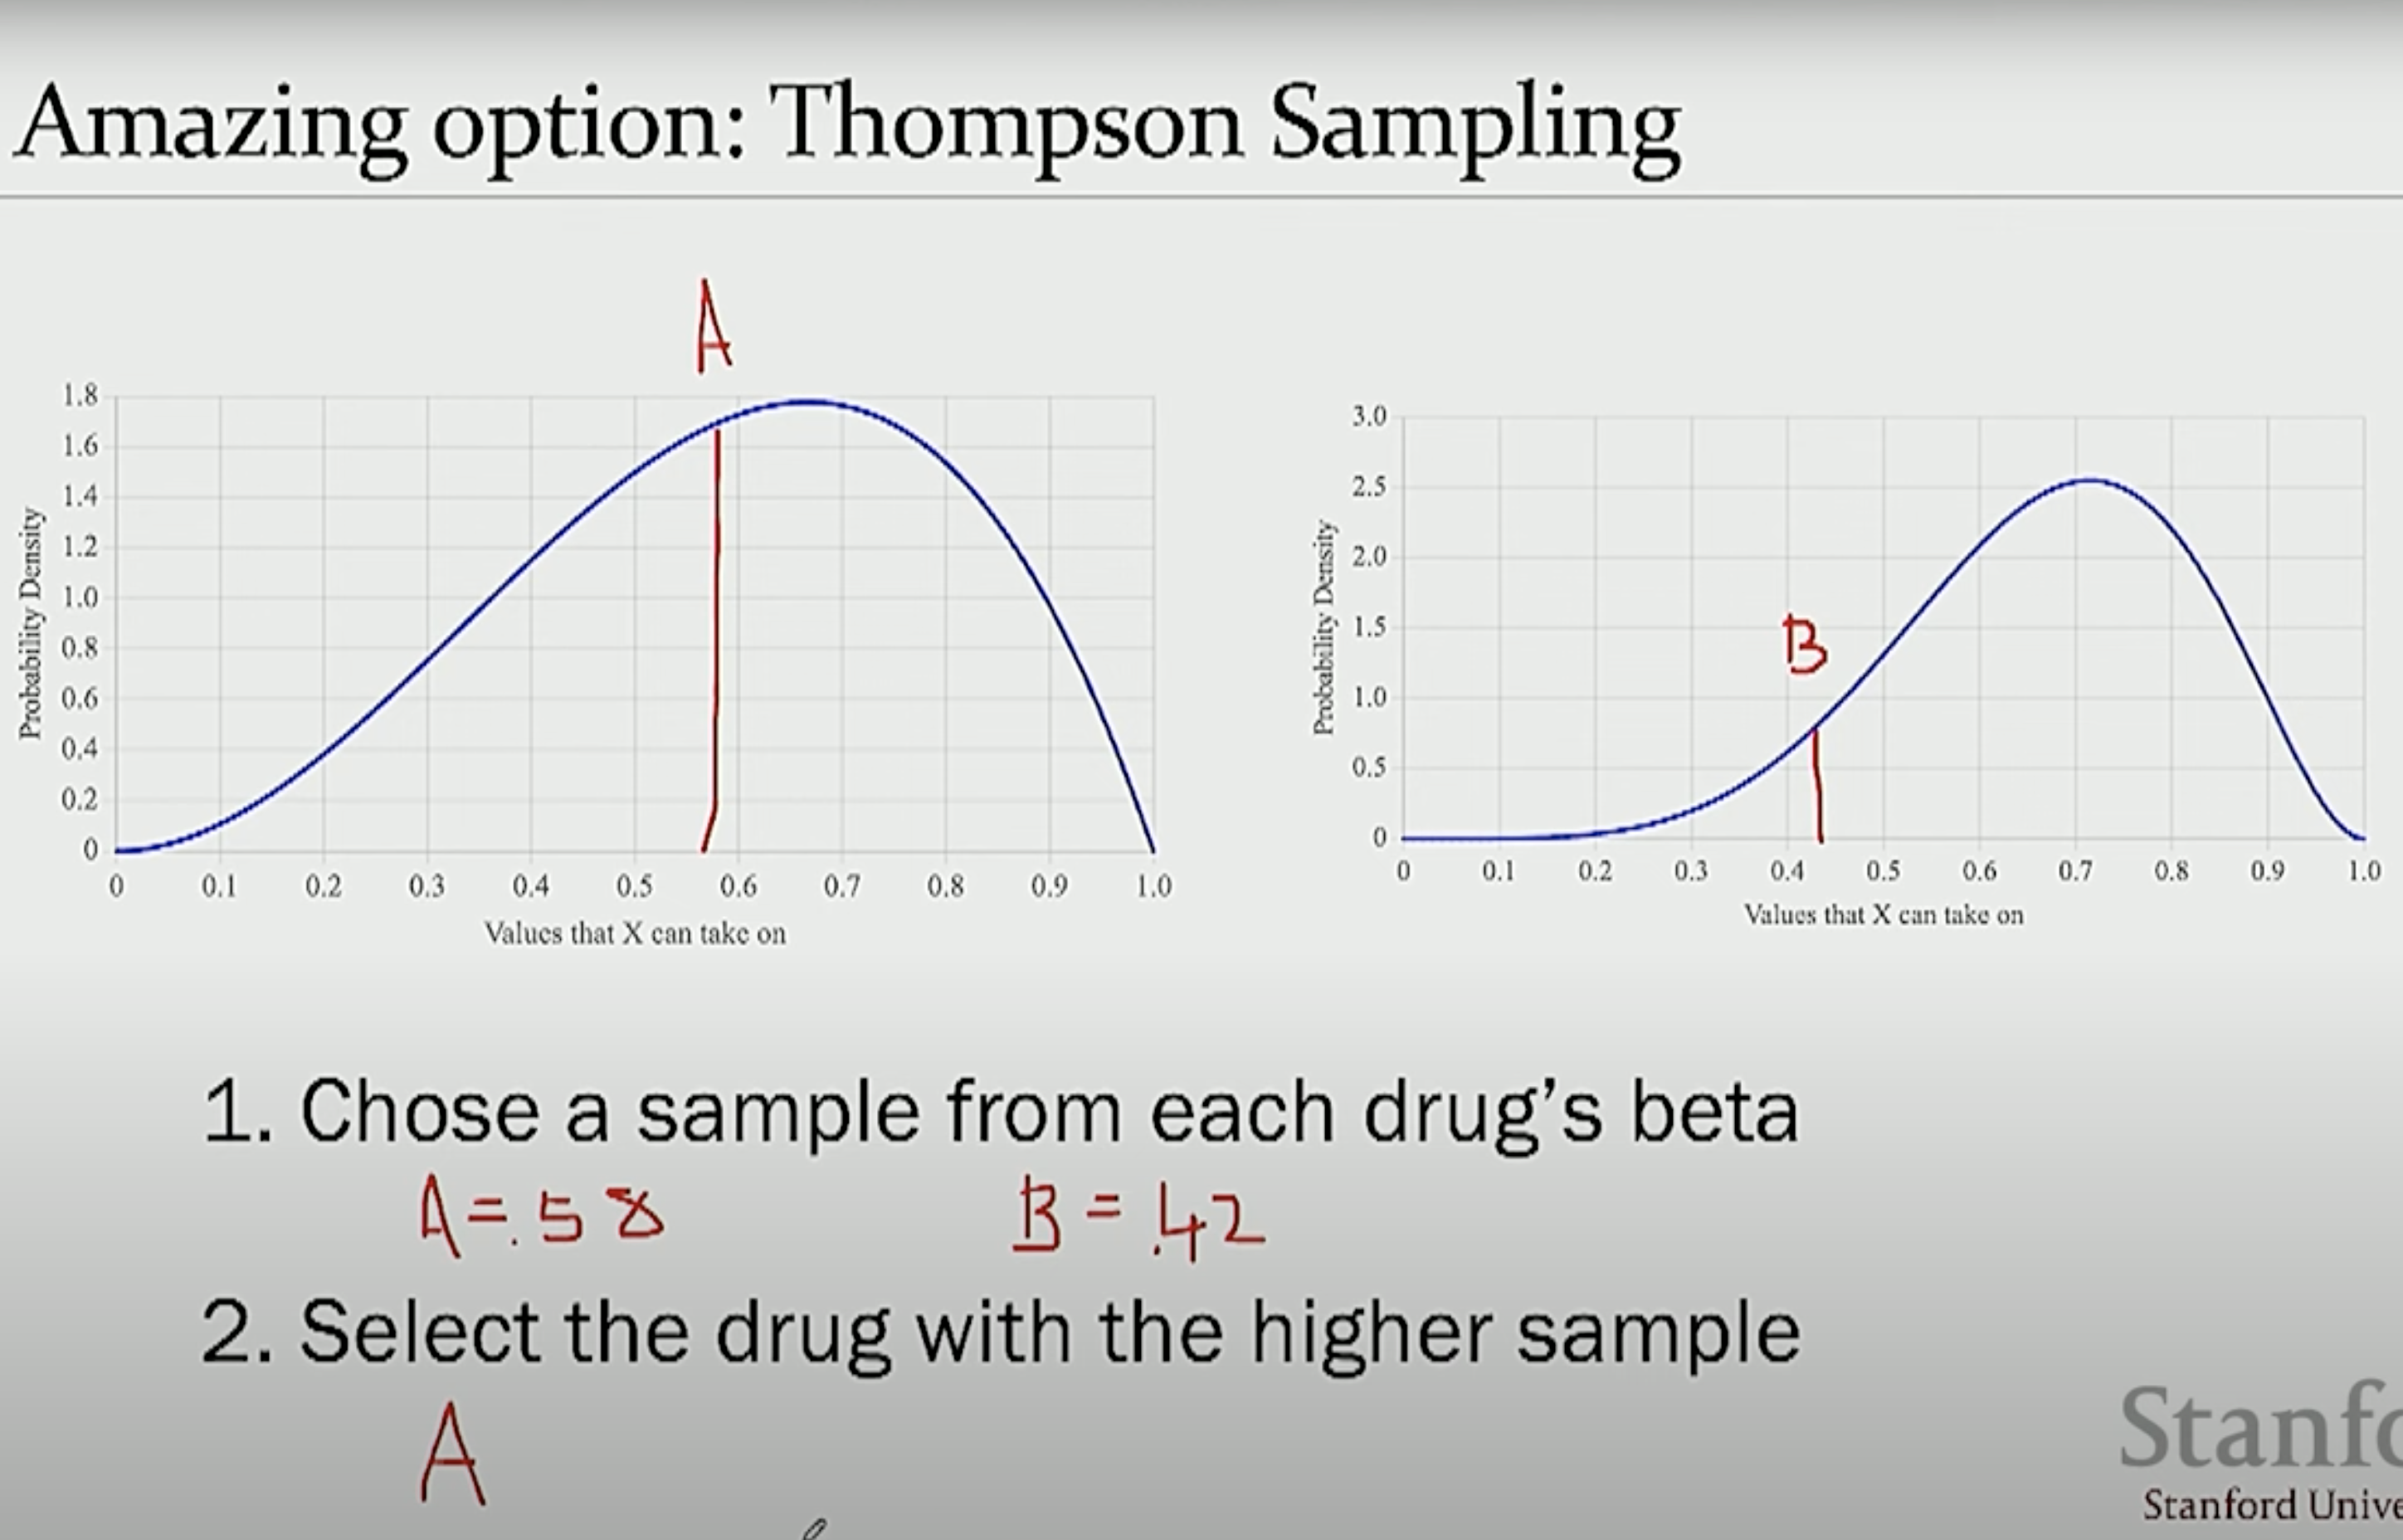 Amazing option: Thompson Sampling
A
1.8
1.6
1.4
1.2
1.0
0.8
0.6
0.4
0.2
0
Probability Density
0 0.1 0.2 0.3 0.4 0.5 0.6 0.7 0.8 0.9 1.0
Values that X can take on
3.0
2.5
2.0
1.5
1.0
0.5
0
Probability Density
B
0 0.1 0.2 0.3 0.4 0.5 0.6 0.7 0.8 0.9 1.0
Values that X can take on
1. Chose a sample from each drug's beta
A = .58 B = .42
2. Select the drug with the higher sample
A
Stanfo
Stanford Unive